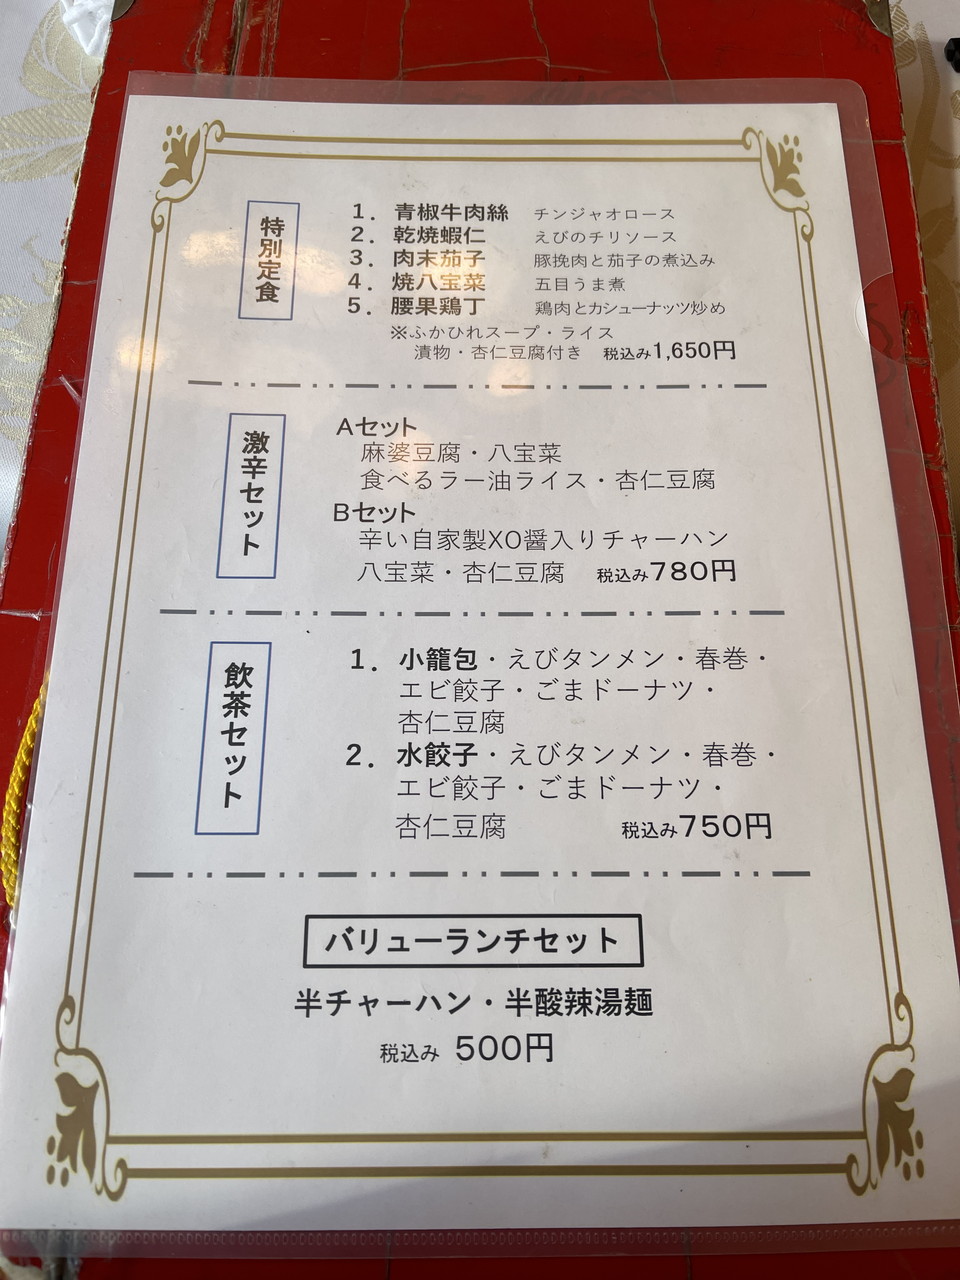 特別定食
1. 青椒牛肉絲 チンジャオロース
2. 乾焼蝦仁 えびのチリソース
3. 肉末茄子 豚挽肉と茄子の煮込み
4. 焼八宝菜 五目うま煮
5. 腰果鶏丁 鶏肉とカシューナッツ炒め
※ふかひれスープ・ライス
漬物・杏仁豆腐付き 税込み1,650円
激辛セット
Aセット
麻婆豆腐・八宝菜
食べるラー油ライス・杏仁豆腐
Bセット
辛い自家製XO醤入りチャーハン
八宝菜・杏仁豆腐 税込み780円
飲茶セット
1. 小籠包・えびタンメン・春巻・
エビ餃子・ごまドーナツ・
杏仁豆腐
2. 水餃子・えびタンメン・春巻・
エビ餃子・ごまドーナツ・
杏仁豆腐 税込み750円
バリューランチセット
半チャーハン・半酸辣湯麺
税込み 500円